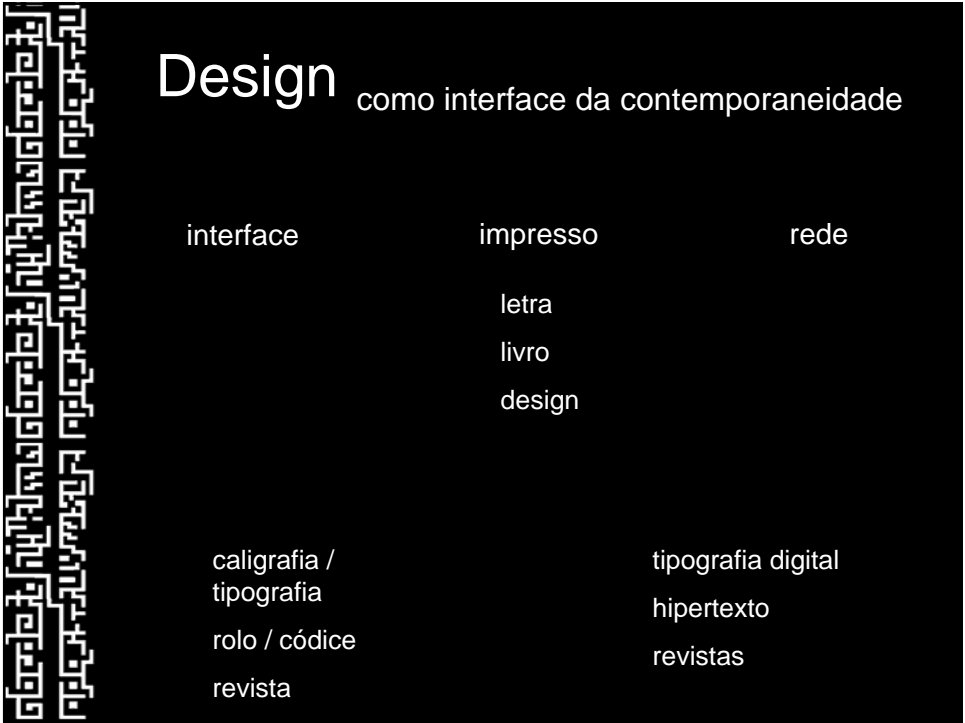 Design como interface da contemporaneidade
interface impresso rede
letra
livro
design
caligrafia /
tipografia
rolo / códice
revista
tipografia digital
hipertexto
revistas